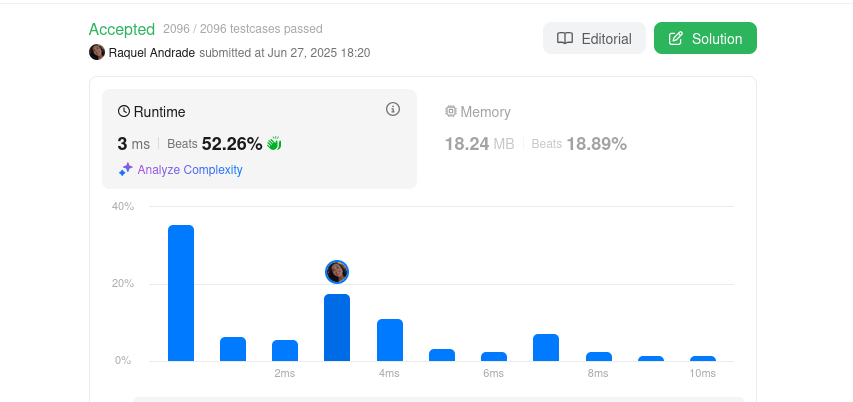 Accepted 2096 / 2096 testcases passed
Raquel Andrade submitted at Jun 27, 2025 18:20
Editorial
Solution
Runtime
3 ms Beats 52.26%
Analyze Complexity
Memory
18.24 MB Beats 18.89%
40%
20%
0%
2ms 4ms 6ms 8ms 10ms